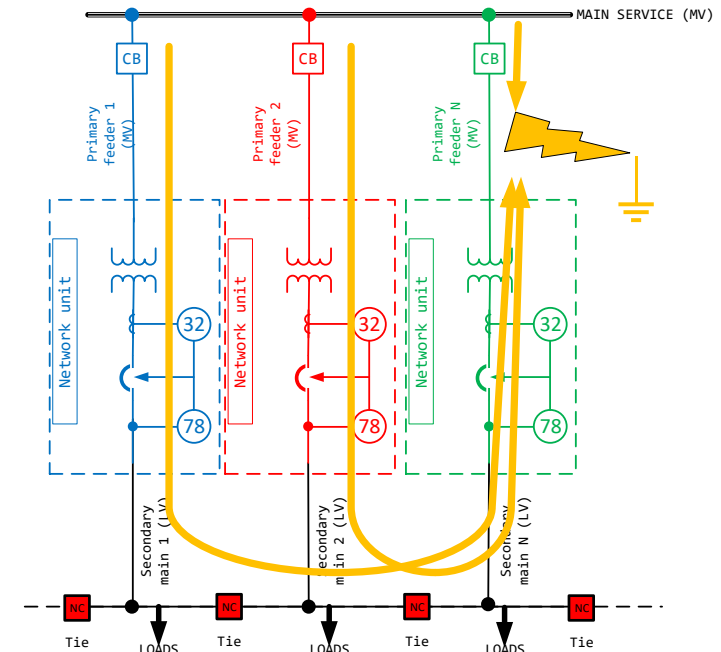 MAIN SERVICE (MV)
CB
CB
CB
Primary
feeder 1
(MV)
Primary
feeder 2
(MV)
Primary
feeder N
(MV)
Network unit
Network unit
Network unit
32
32
32
78
78
78
Secondary
main 1 (LV)
Secondary
main 2 (LV)
Secondary
main N (LV)
NC
NC
NC
NC
Tie
LOADS
Tie
LOADS
Tie
LOADS
Tie